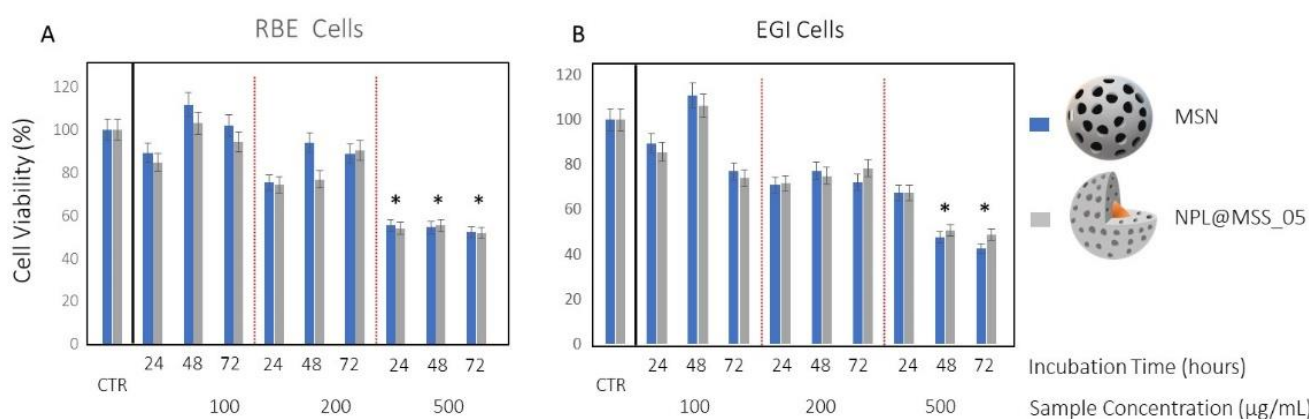 A
RBE Cells
B
EGI Cells
Cell Viability (%)
120
100
80
60
40
20
0
* * *
CTR
24 48 72 24 48 72 24 48 72
100 200 500
120
100
80
60
40
20
0
* *
CTR
24 48 72 24 48 72 24 48 72
100 200 500
MSN
NPL@MSS_05
Incubation Time (hours)
Sample Concentration (µg/mL)